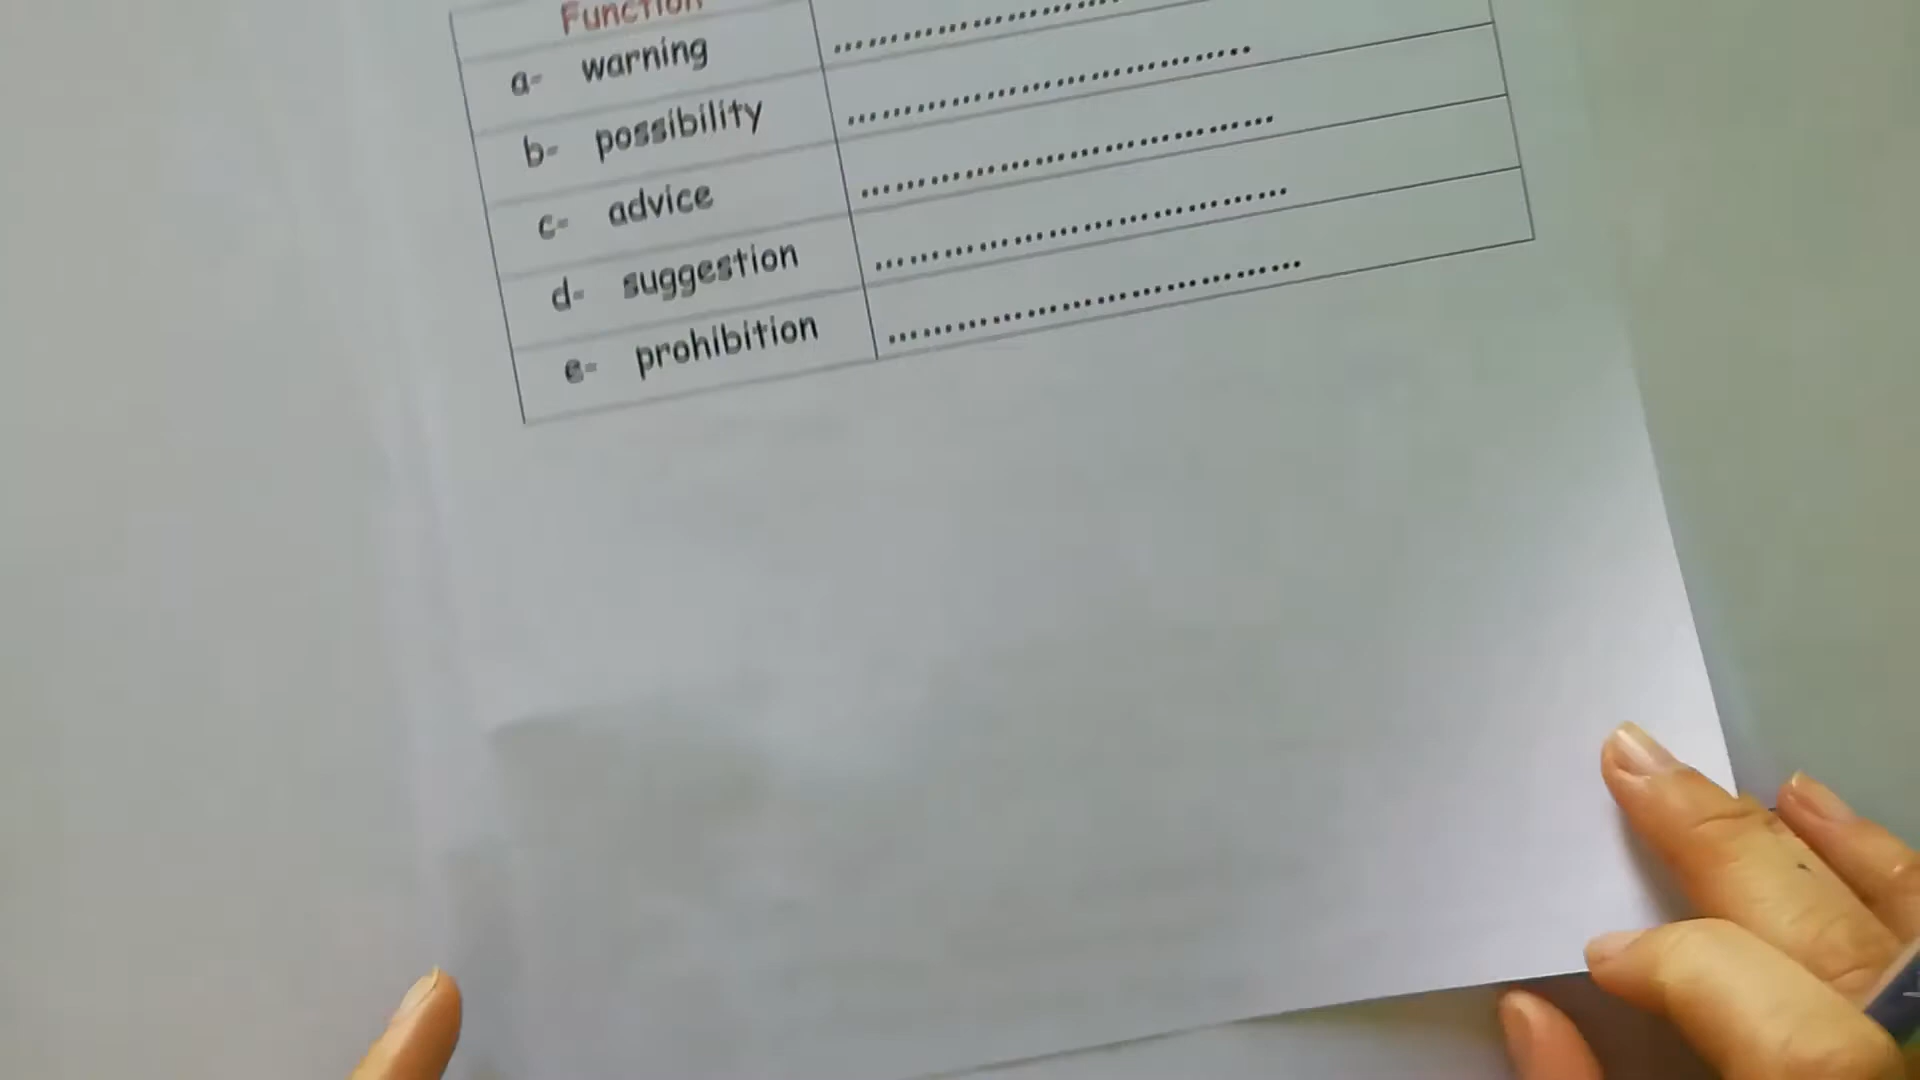 Function
a- warning ........................
b- possibility ........................
c- advice ........................
d- suggestion ........................
e- prohibition ........................